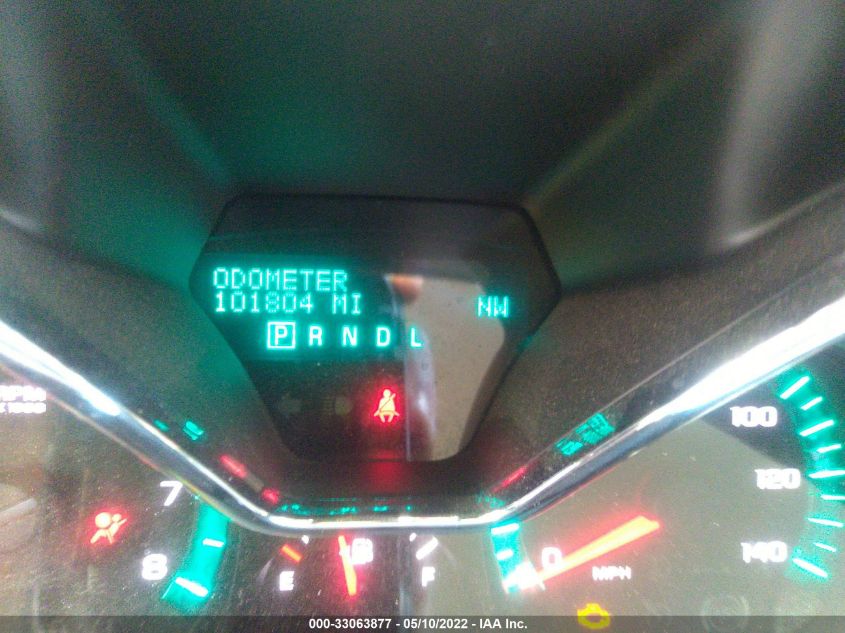 ODOMETER
101804 MI NW
P R N D L
100
120
140
7
8
E F
0
MPH
000-33063877 - 05/10/2022 - IAA Inc.